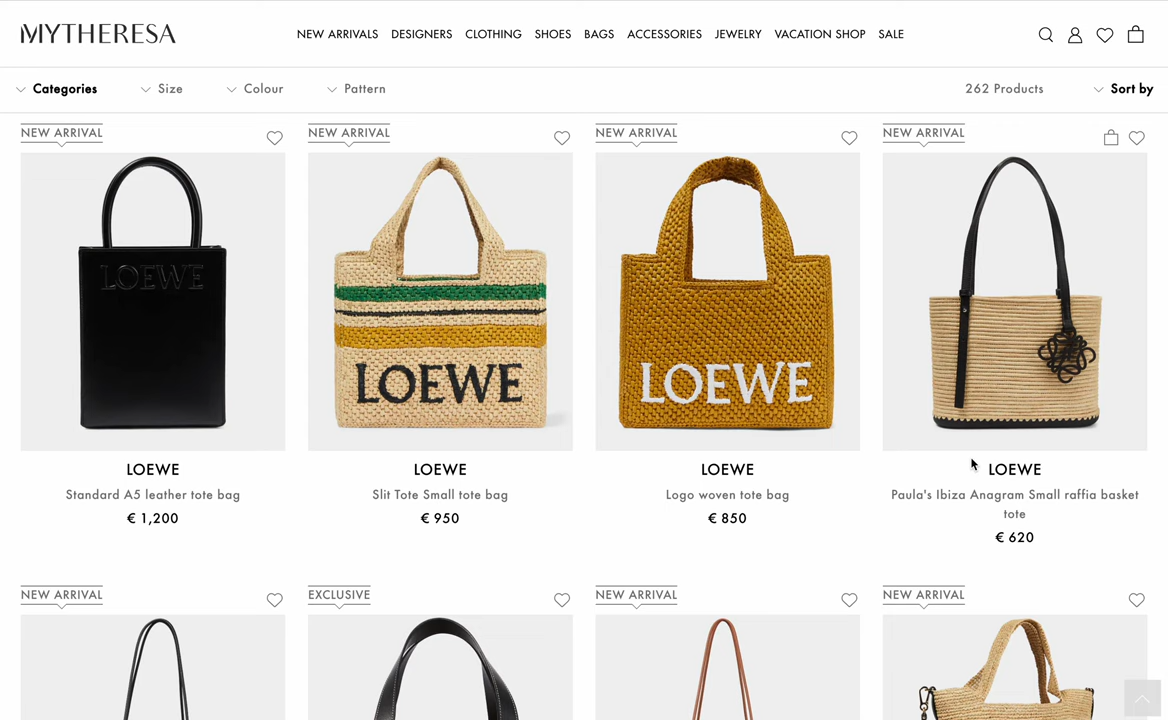 MYTHERESA
NEW ARRIVALS DESIGNERS CLOTHING SHOES BAGS ACCESSORIES JEWELRY VACATION SHOP SALE
Categories Size Colour Pattern 262 Products Sort by
NEW ARRIVAL NEW ARRIVAL NEW ARRIVAL NEW ARRIVAL
LOEWE
LOEWE
LOEWE
LOEWE
Standard A5 leather tote bag
€ 1,200
LOEWE
Slit Tote Small tote bag
€ 950
LOEWE
Logo woven tote bag
€ 850
LOEWE
Paula's Ibiza Anagram Small raffia basket
tote
€ 620
NEW ARRIVAL EXCLUSIVE NEW ARRIVAL NEW ARRIVAL